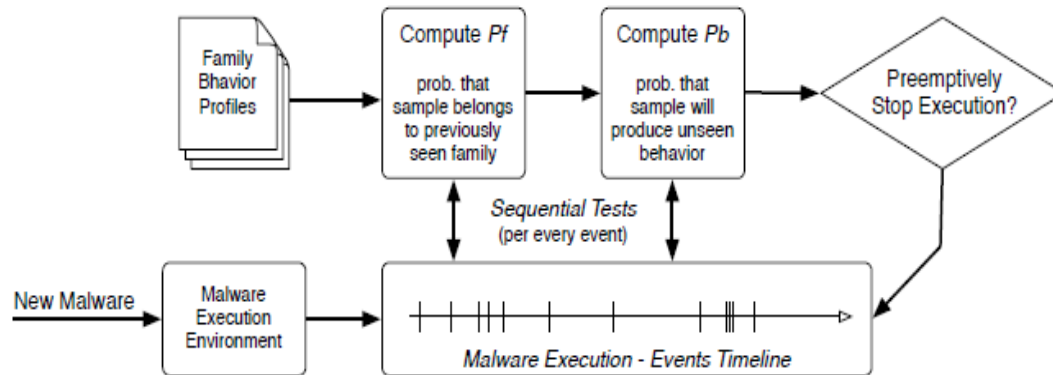 Family
Bhavior
Profiles
Compute Pf
prob. that
sample belongs
to previously
seen family
Compute Pb
prob. that
sample will
produce unseen
behavior
Preemptively
Stop Execution?
Sequential Tests
(per every event)
New Malware
Malware
Execution
Environment
Malware Execution - Events Timeline